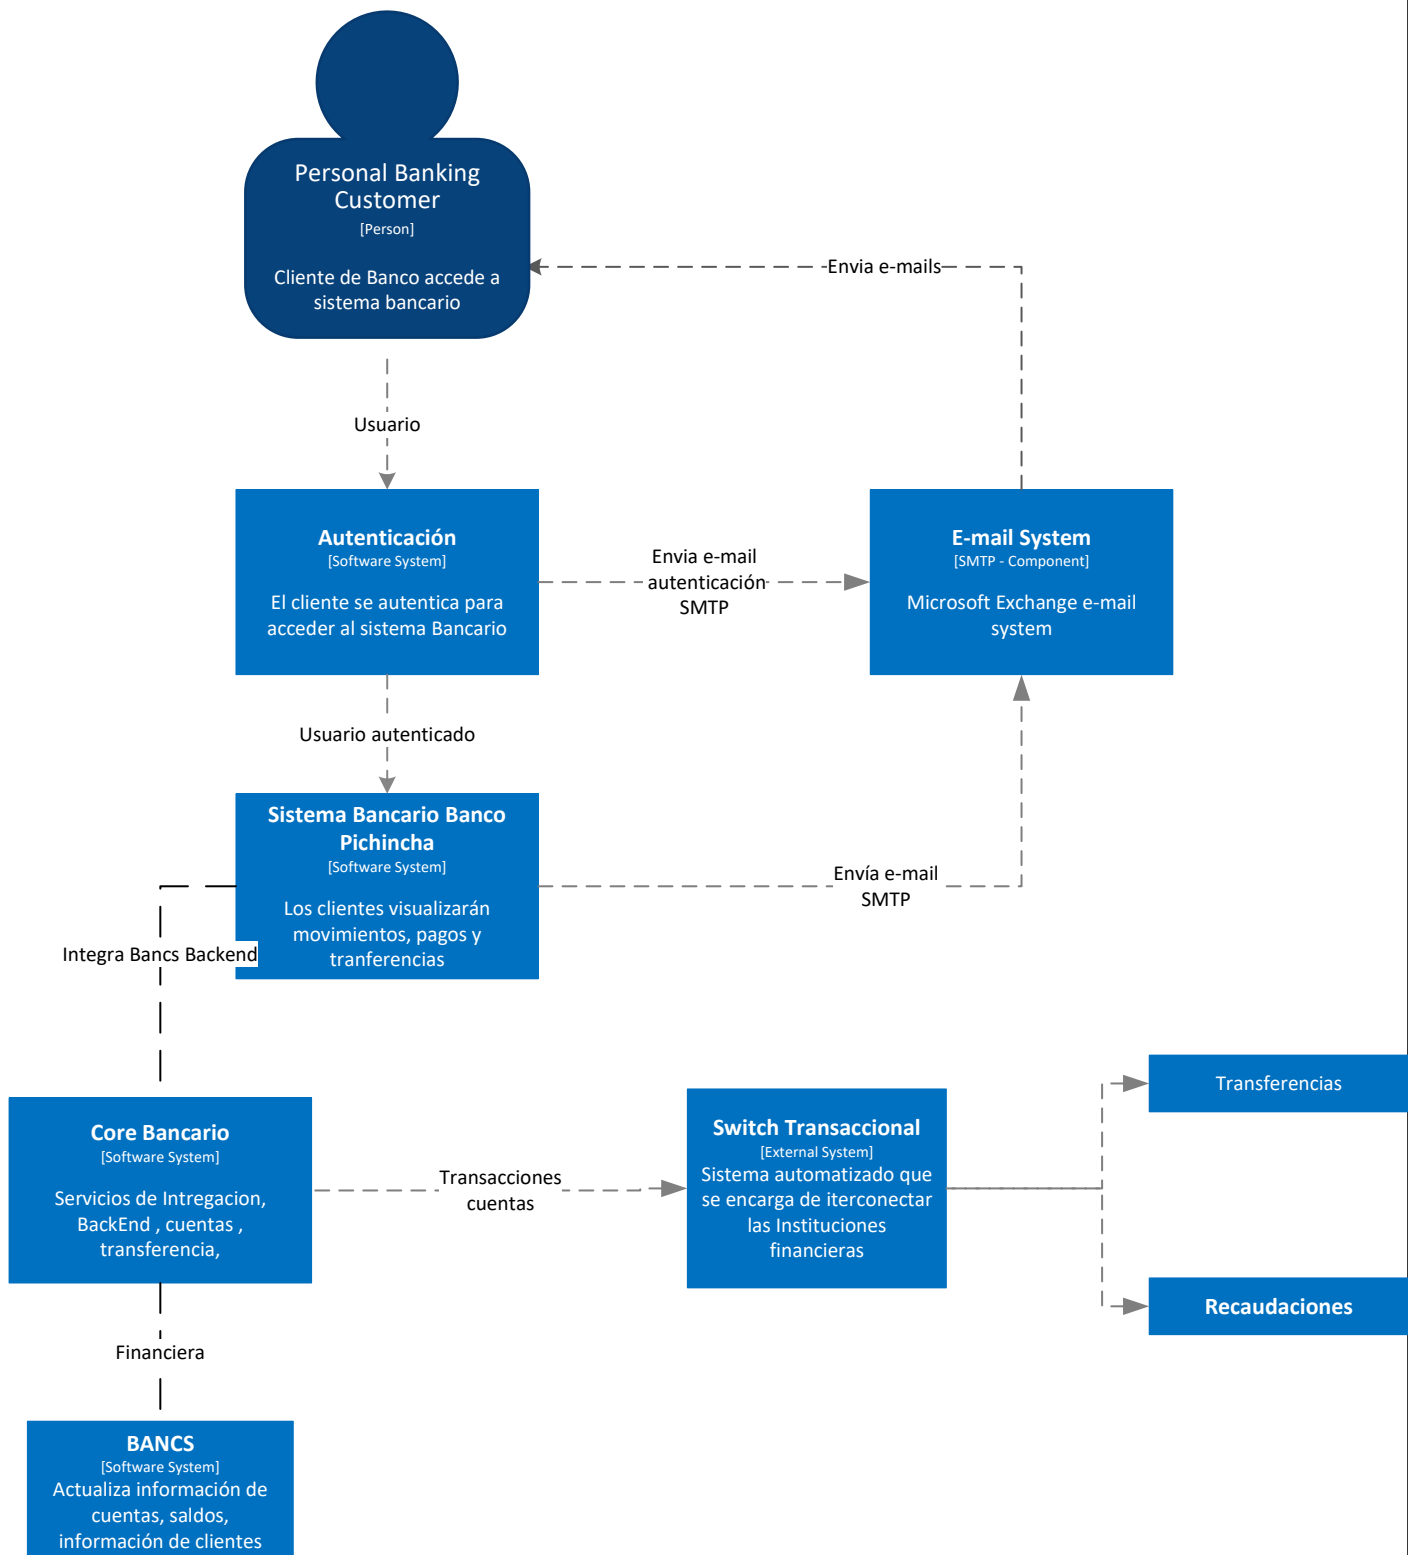 Personal Banking
Customer
[Person]
Cliente de Banco accede a
sistema bancario
Envia e-mails
Usuario
Autenticación
[Software System]
El cliente se autentica para
acceder al sistema Bancario
Envia e-mail
autenticación
SMTP
E-mail System
[SMTP - Component]
Microsoft Exchange e-mail
system
Usuario autenticado
Sistema Bancario Banco
Pichincha
[Software System]
Los clientes visualizarán
movimientos, pagos y
tranferencias
Envía e-mail
SMTP
Integra Bancs Backend
Core Bancario
[Software System]
Servicios de Intregacion,
BackEnd , cuentas ,
transferencia,
Transacciones
cuentas
Switch Transaccional
[External System]
Sistema automatizado que
se encarga de iterconectar
las Instituciones
financieras
Transferencias
Recaudaciones
Financiera
BANCS
[Software System]
Actualiza información de
cuentas, saldos,
información de clientes